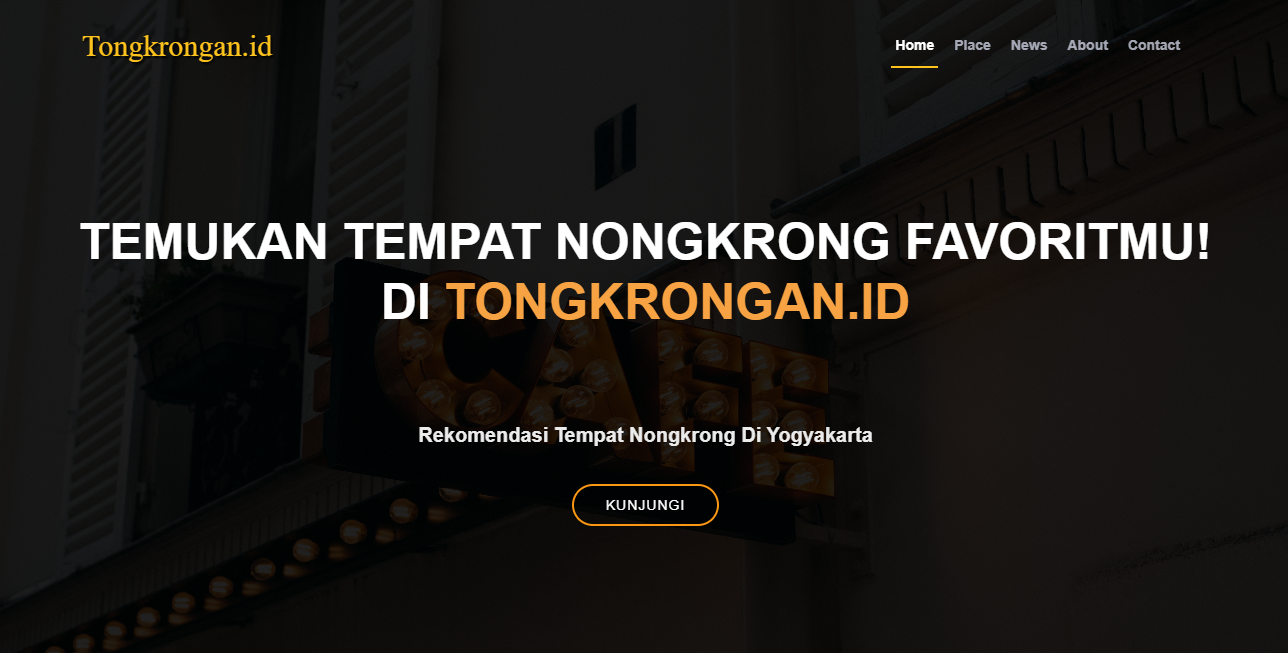 Tongkrongan.id
Home Place News About Contact
TEMUKAN TEMPAT NONGKRONG FAVORITMU!
DI TONGKRONGAN.ID
CAFE
Rekomendasi Tempat Nongkrong Di Yogyakarta
KUNJUNGI